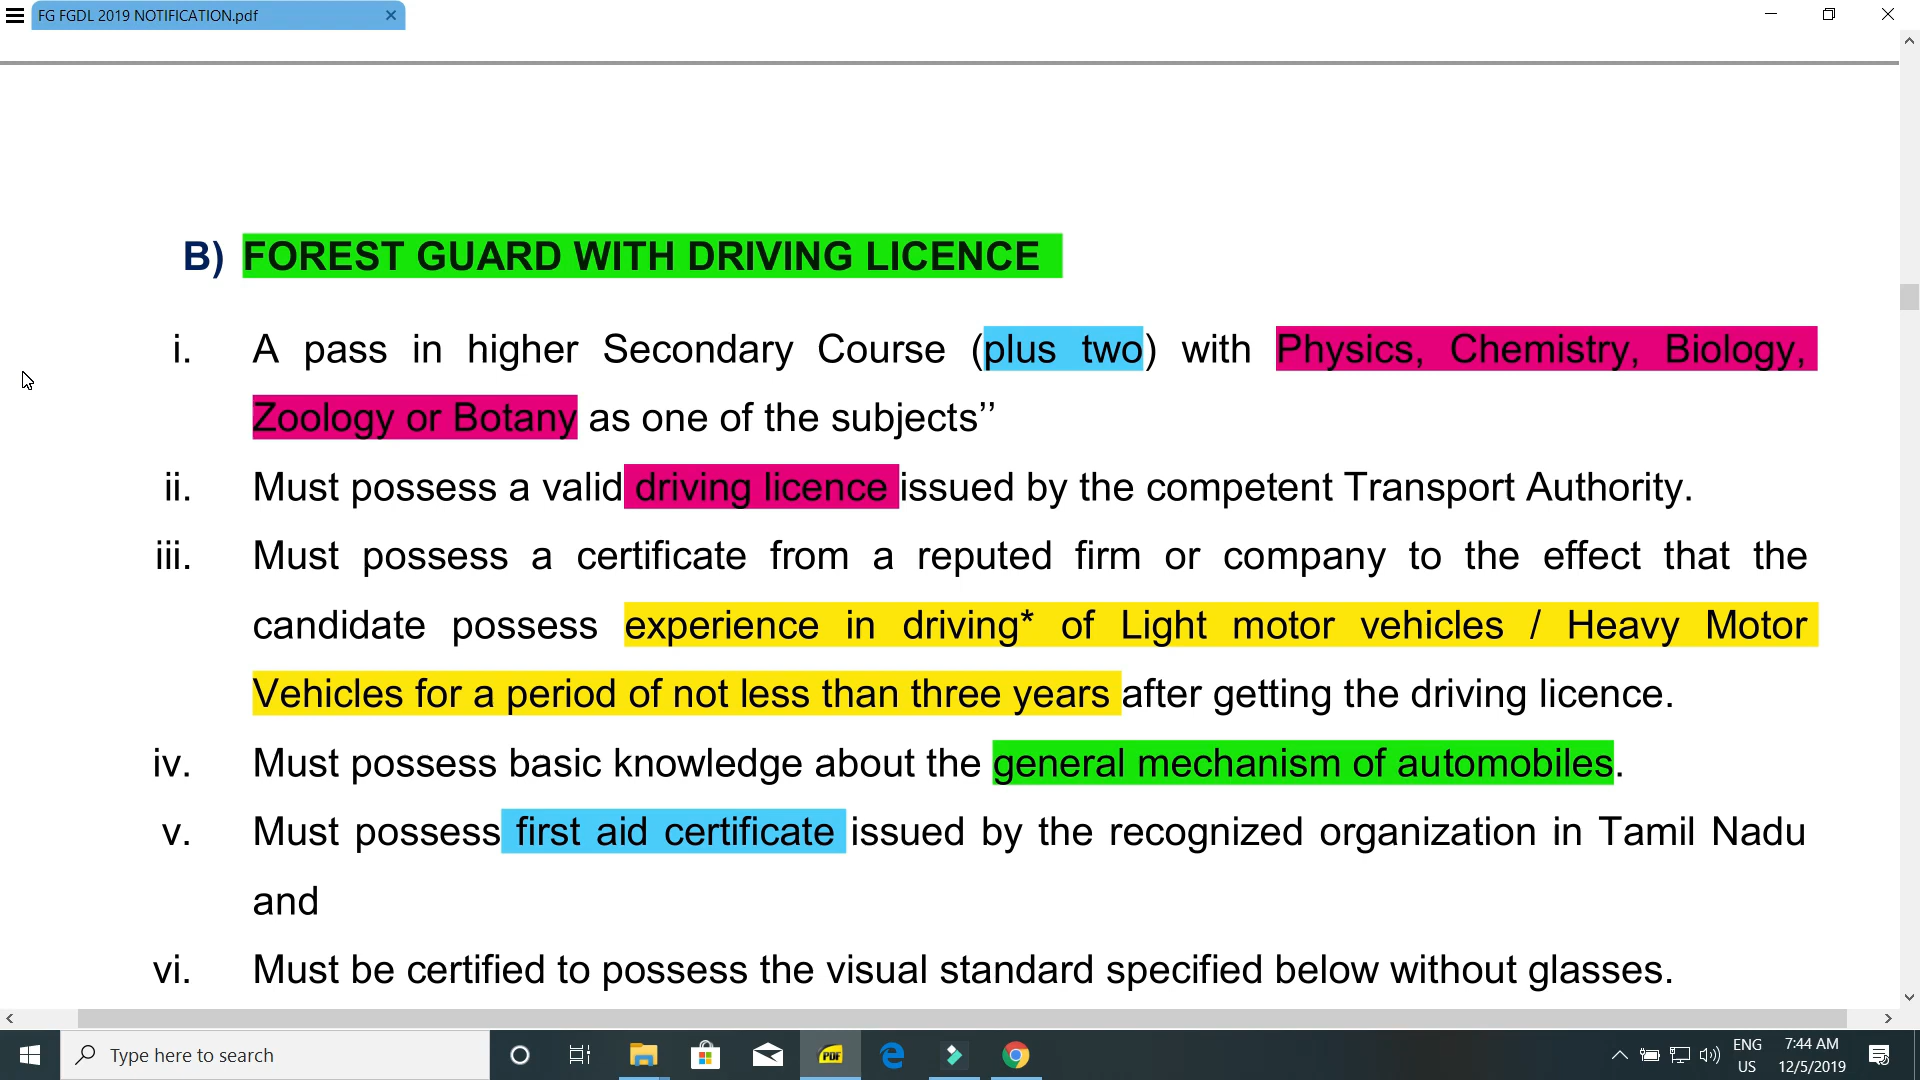 FG FGDL 2019 NOTIFICATION.pdf
B) FOREST GUARD WITH DRIVING LICENCE
i. A pass in higher Secondary Course (plus two) with Physics, Chemistry, Biology,
Zoology or Botany as one of the subjects’’
ii. Must possess a valid driving licence issued by the competent Transport Authority.
iii. Must possess a certificate from a reputed firm or company to the effect that the
candidate possess experience in driving* of Light motor vehicles / Heavy Motor
Vehicles for a period of not less than three years after getting the driving licence.
iv. Must possess basic knowledge about the general mechanism of automobiles.
v. Must possess first aid certificate issued by the recognized organization in Tamil Nadu
and
vi. Must be certified to possess the visual standard specified below without glasses.
Type here to search
PDF
ENG
US
7:44 AM
12/5/2019